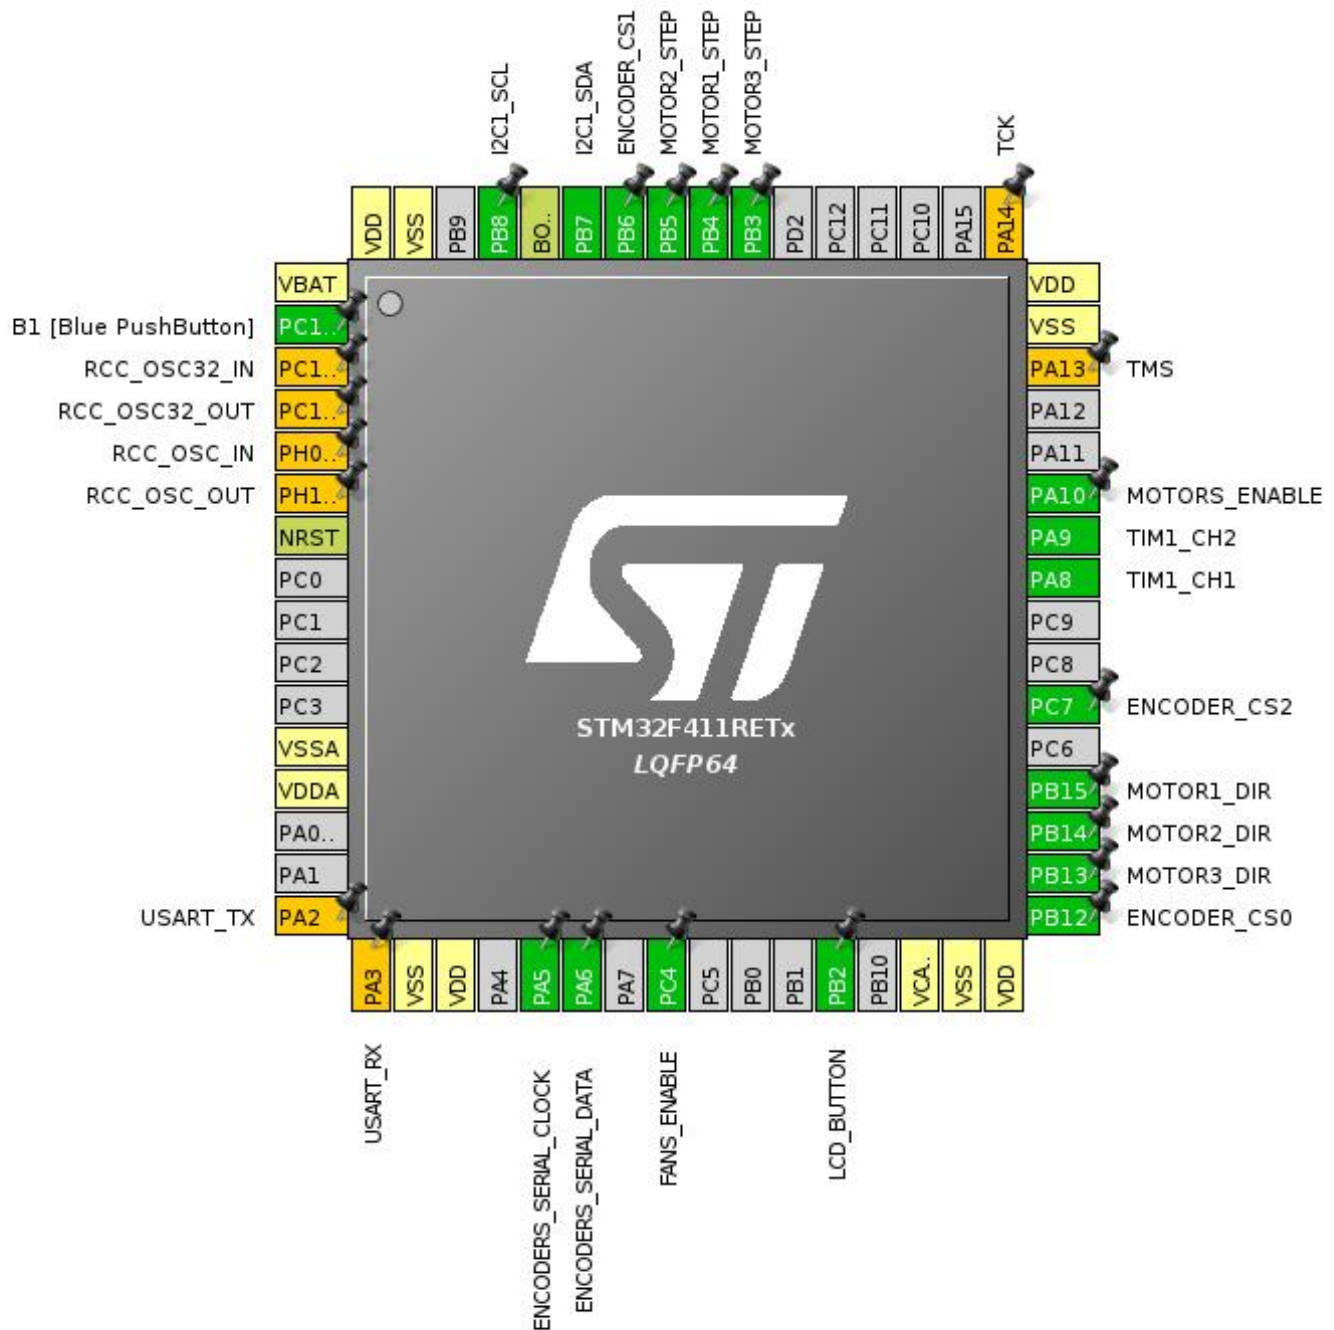 I2C1_SCL
I2C1_SDA
ENCODER_CS1
MOTOR2_STEP
MOTOR1_STEP
MOTOR3_STEP
TCK
VDD
VSS
PB9
PB8
BO..
PB7
PB6
PB5
PB4
PB3
PD2
PC12
PC11
PC10
PA15
PA14
VBAT
B1 [Blue PushButton] PC1..
RCC_OSC32_IN PC1..
RCC_OSC32_OUT PC1..
RCC_OSC_IN PH0..
RCC_OSC_OUT PH1..
NRST
PC0
PC1
PC2
PC3
VSSA
VDDA
PA0..
PA1
USART_TX PA2
ST
STM32F411RETx
LQFP64
VDD
VSS
PA13 TMS
PA12
PA11
PA10 MOTORS_ENABLE
PA9 TIM1_CH2
PA8 TIM1_CH1
PC9
PC8
PC7 ENCODER_CS2
PC6
PB15 MOTOR1_DIR
PB14 MOTOR2_DIR
PB13 MOTOR3_DIR
PB12 ENCODER_CS0
PA3
VSS
VDD
PA4
PA5
PA6
PA7
PC4
PC5
PB0
PB1
PB2
PB10
VCA..
VSS
VDD
USART_RX
ENCODERS_SERIAL_CLOCK
ENCODERS_SERIAL_DATA
FANS_ENABLE
LCD_BUTTON